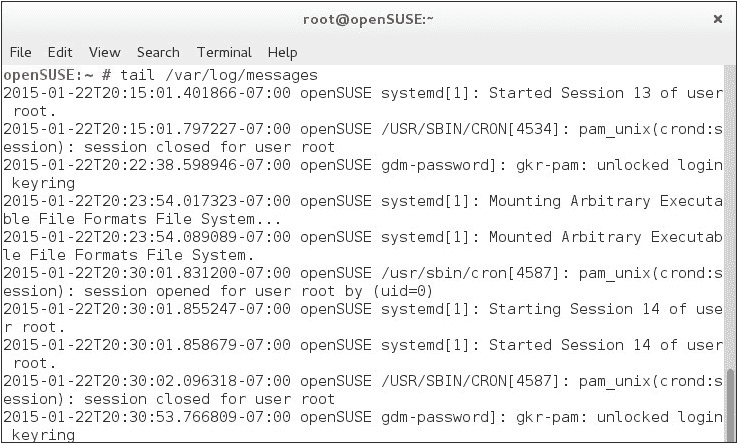 root@openSUSE:~ ×
File Edit View Search Terminal Help
openSUSE:~ # tail /var/log/messages
2015-01-22T20:15:01.401866-07:00 openSUSE systemd[1]: Started Session 13 of user
 root.
2015-01-22T20:15:01.797227-07:00 openSUSE /USR/SBIN/CRON[4534]: pam_unix(crond:s
ession): session closed for user root
2015-01-22T20:22:38.598946-07:00 openSUSE gdm-password]: gkr-pam: unlocked login
 keyring
2015-01-22T20:23:54.017323-07:00 openSUSE systemd[1]: Mounting Arbitrary Executa
ble File Formats File System...
2015-01-22T20:23:54.089089-07:00 openSUSE systemd[1]: Mounted Arbitrary Executab
le File Formats File System.
2015-01-22T20:30:01.831200-07:00 openSUSE /usr/sbin/cron[4587]: pam_unix(crond:s
ession): session opened for user root by (uid=0)
2015-01-22T20:30:01.855247-07:00 openSUSE systemd[1]: Starting Session 14 of use
r root.
2015-01-22T20:30:01.858679-07:00 openSUSE systemd[1]: Started Session 14 of user
 root.
2015-01-22T20:30:02.096318-07:00 openSUSE /USR/SBIN/CRON[4587]: pam_unix(crond:s
ession): session closed for user root
2015-01-22T20:30:53.766809-07:00 openSUSE gdm-password]: gkr-pam: unlocked login
 keyring